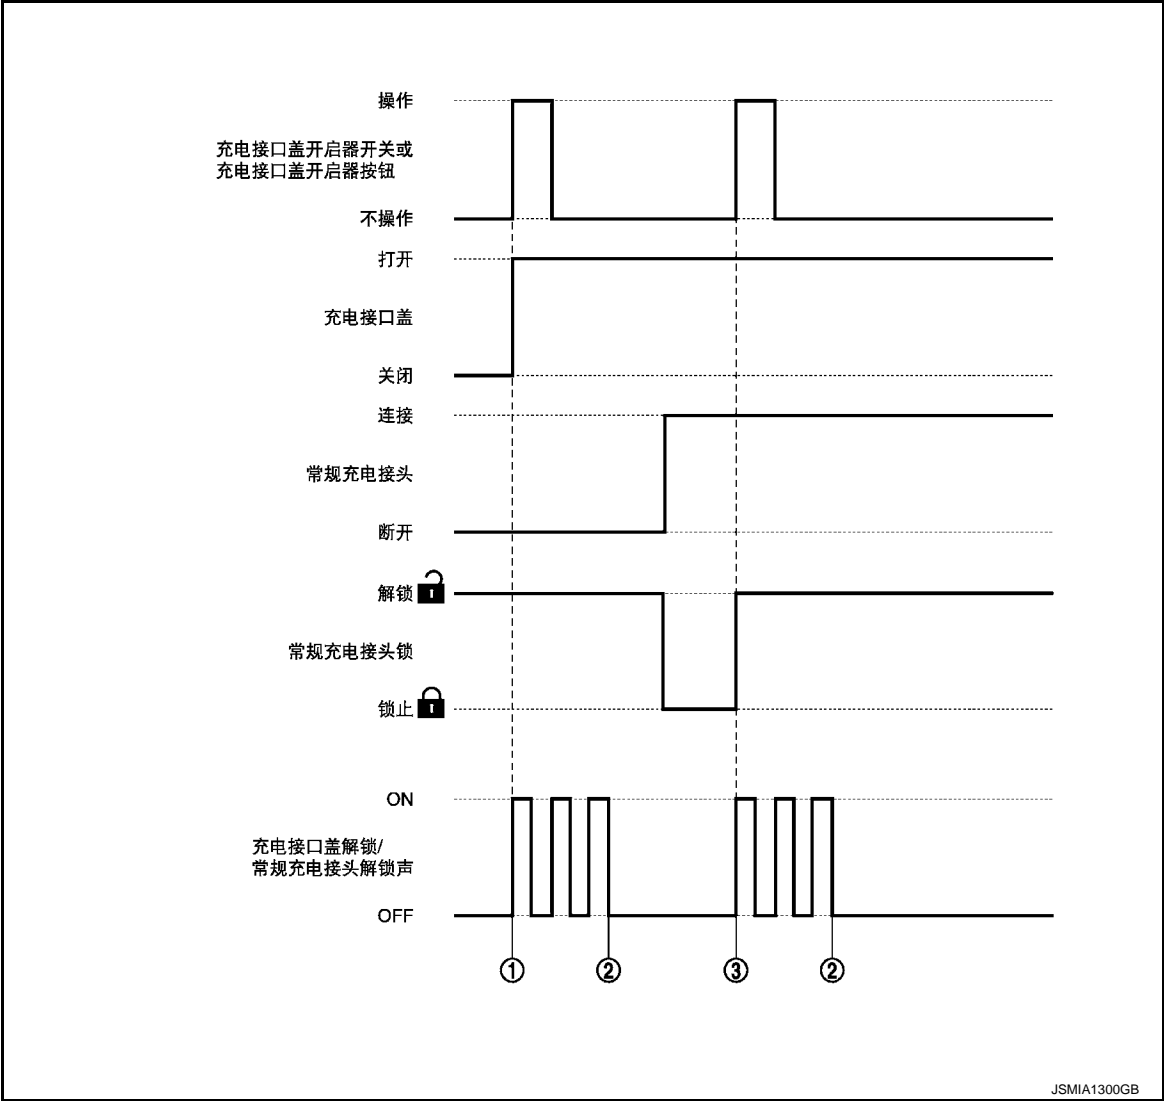 操作
充电接口盖开启器开关或
充电接口盖开启器按钮
不操作
打开
充电接口盖
关闭
连接
常规充电接头
断开
解锁
常规充电接头锁
锁止
ON
充电接口盖解锁/
常规充电接头解锁声
OFF
① ② ③ ②
JSMIA1300GB